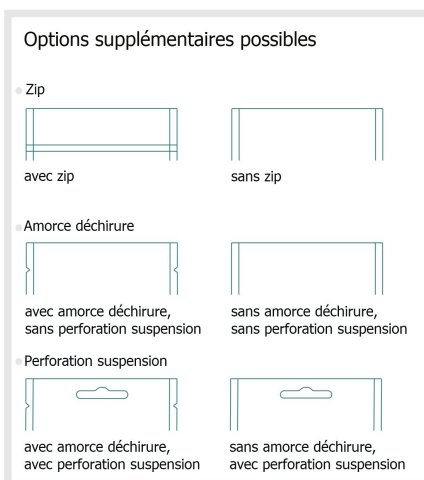 Options supplémentaires possibles
Zip
avec zip
sans zip
Amorce déchirure
avec amorce déchirure,
sans perforation suspension
sans amorce déchirure,
sans perforation suspension
Perforation suspension
avec amorce déchirure,
avec perforation suspension
sans amorce déchirure,
avec perforation suspension